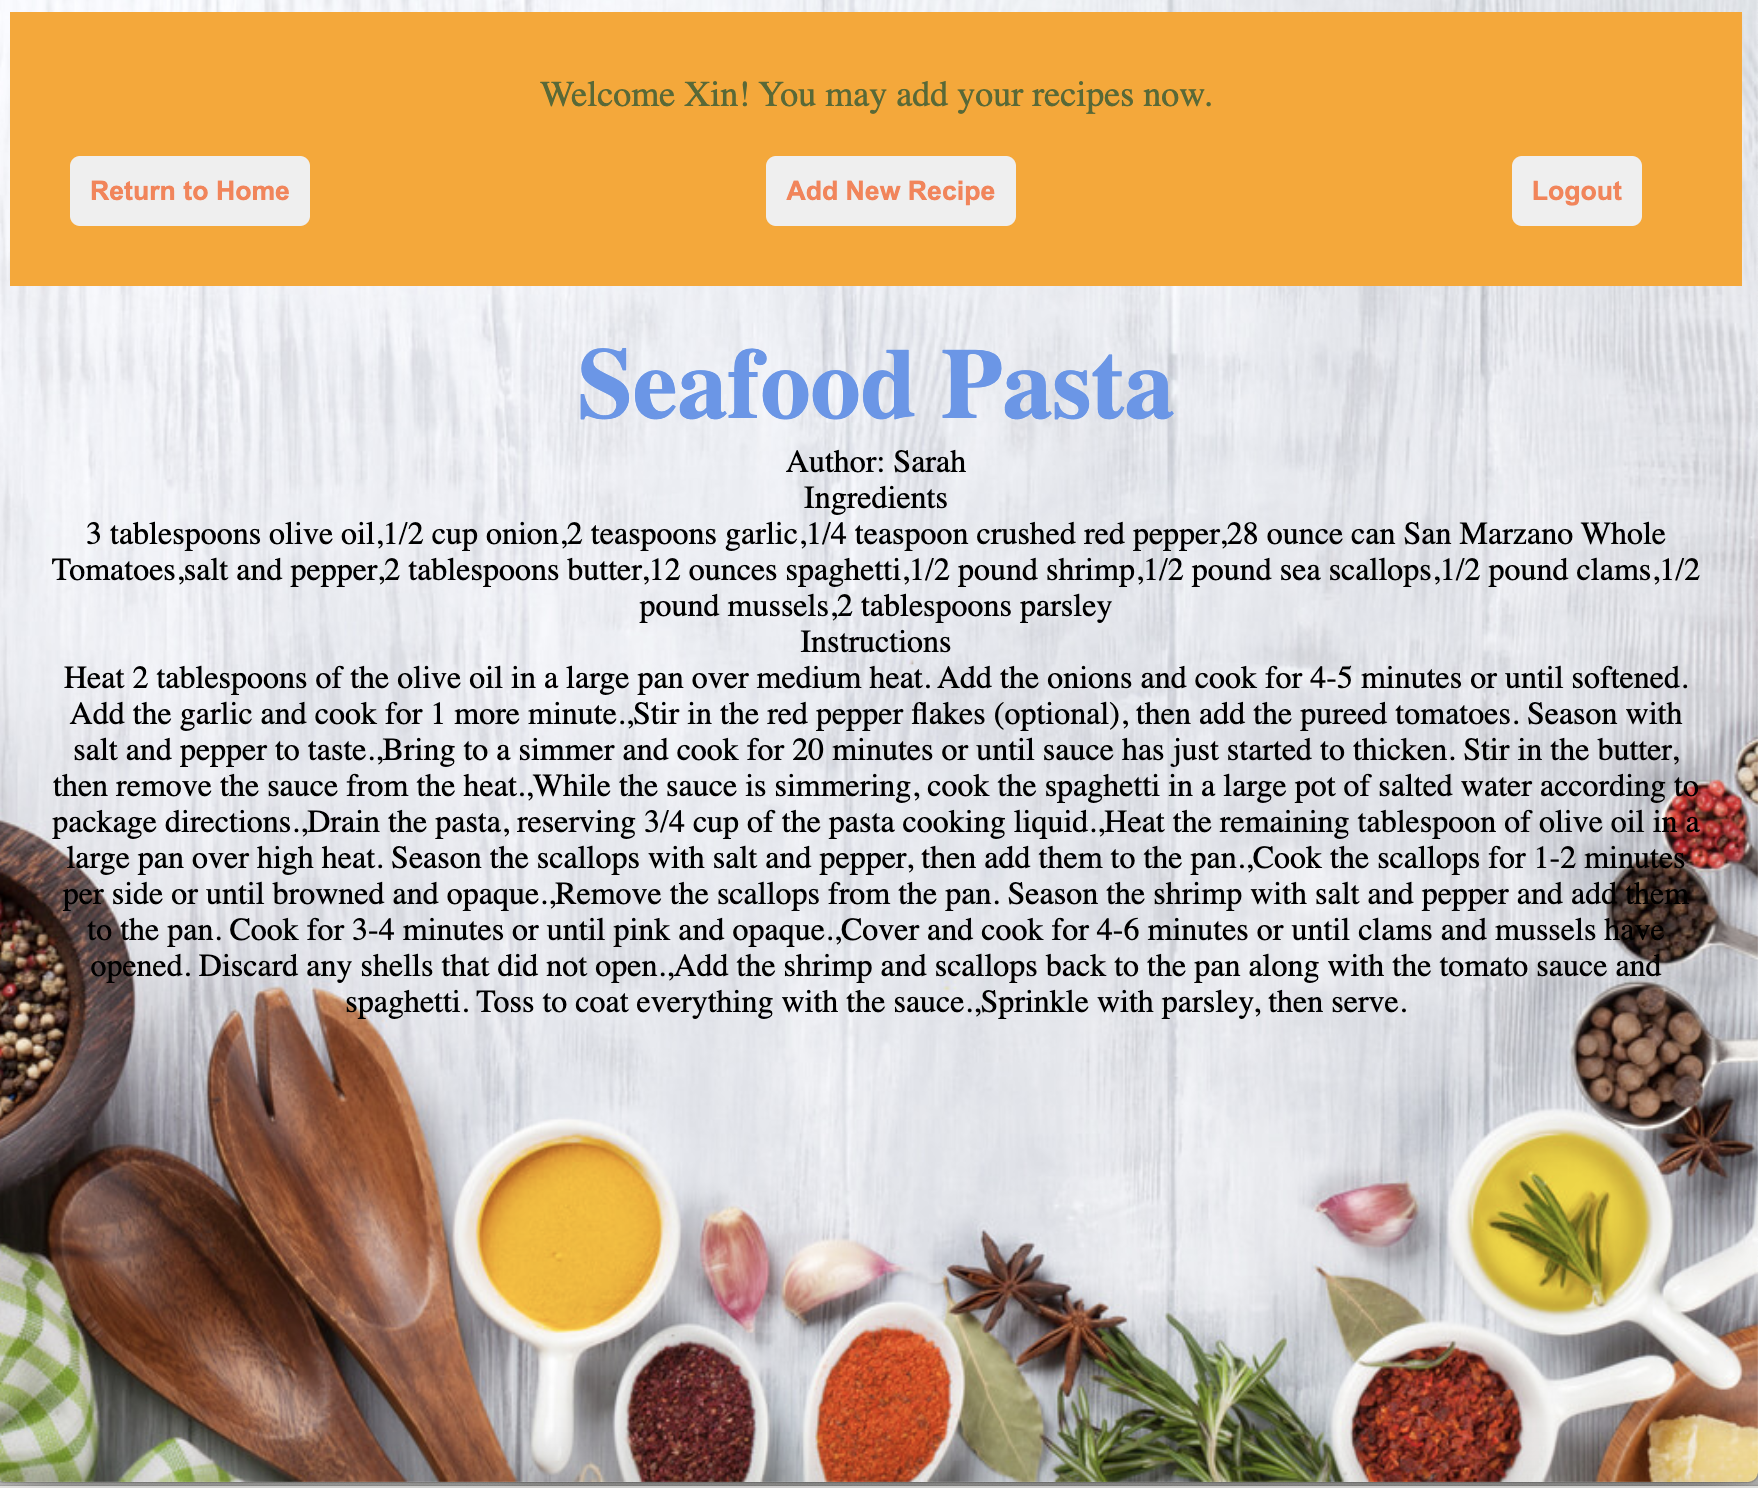 Welcome Xin! You may add your recipes now.
Return to Home
Add New Recipe
Logout
Seafood Pasta
Author: Sarah
Ingredients
3 tablespoons olive oil,1/2 cup onion,2 teaspoons garlic,1/4 teaspoon crushed red pepper,28 ounce can San Marzano Whole
Tomatoes,salt and pepper,2 tablespoons butter,12 ounces spaghetti,1/2 pound shrimp,1/2 pound sea scallops,1/2 pound clams,1/2
pound mussels,2 tablespoons parsley
Instructions
Heat 2 tablespoons of the olive oil in a large pan over medium heat. Add the onions and cook for 4-5 minutes or until softened.
Add the garlic and cook for 1 more minute.,Stir in the red pepper flakes (optional), then add the pureed tomatoes. Season with
salt and pepper to taste.,Bring to a simmer and cook for 20 minutes or until sauce has just started to thicken. Stir in the butter,
then remove the sauce from the heat.,While the sauce is simmering, cook the spaghetti in a large pot of salted water according to
package directions.,Drain the pasta, reserving 3/4 cup of the pasta cooking liquid.,Heat the remaining tablespoon of olive oil in a
large pan over high heat. Season the scallops with salt and pepper, then add them to the pan.,Cook the scallops for 1-2 minutes
per side or until browned and opaque.,Remove the scallops from the pan. Season the shrimp with salt and pepper and add them
to the pan. Cook for 3-4 minutes or until pink and opaque.,Cover and cook for 4-6 minutes or until clams and mussels have
opened. Discard any shells that did not open.,Add the shrimp and scallops back to the pan along with the tomato sauce and
spaghetti. Toss to coat everything with the sauce.,Sprinkle with parsley, then serve.